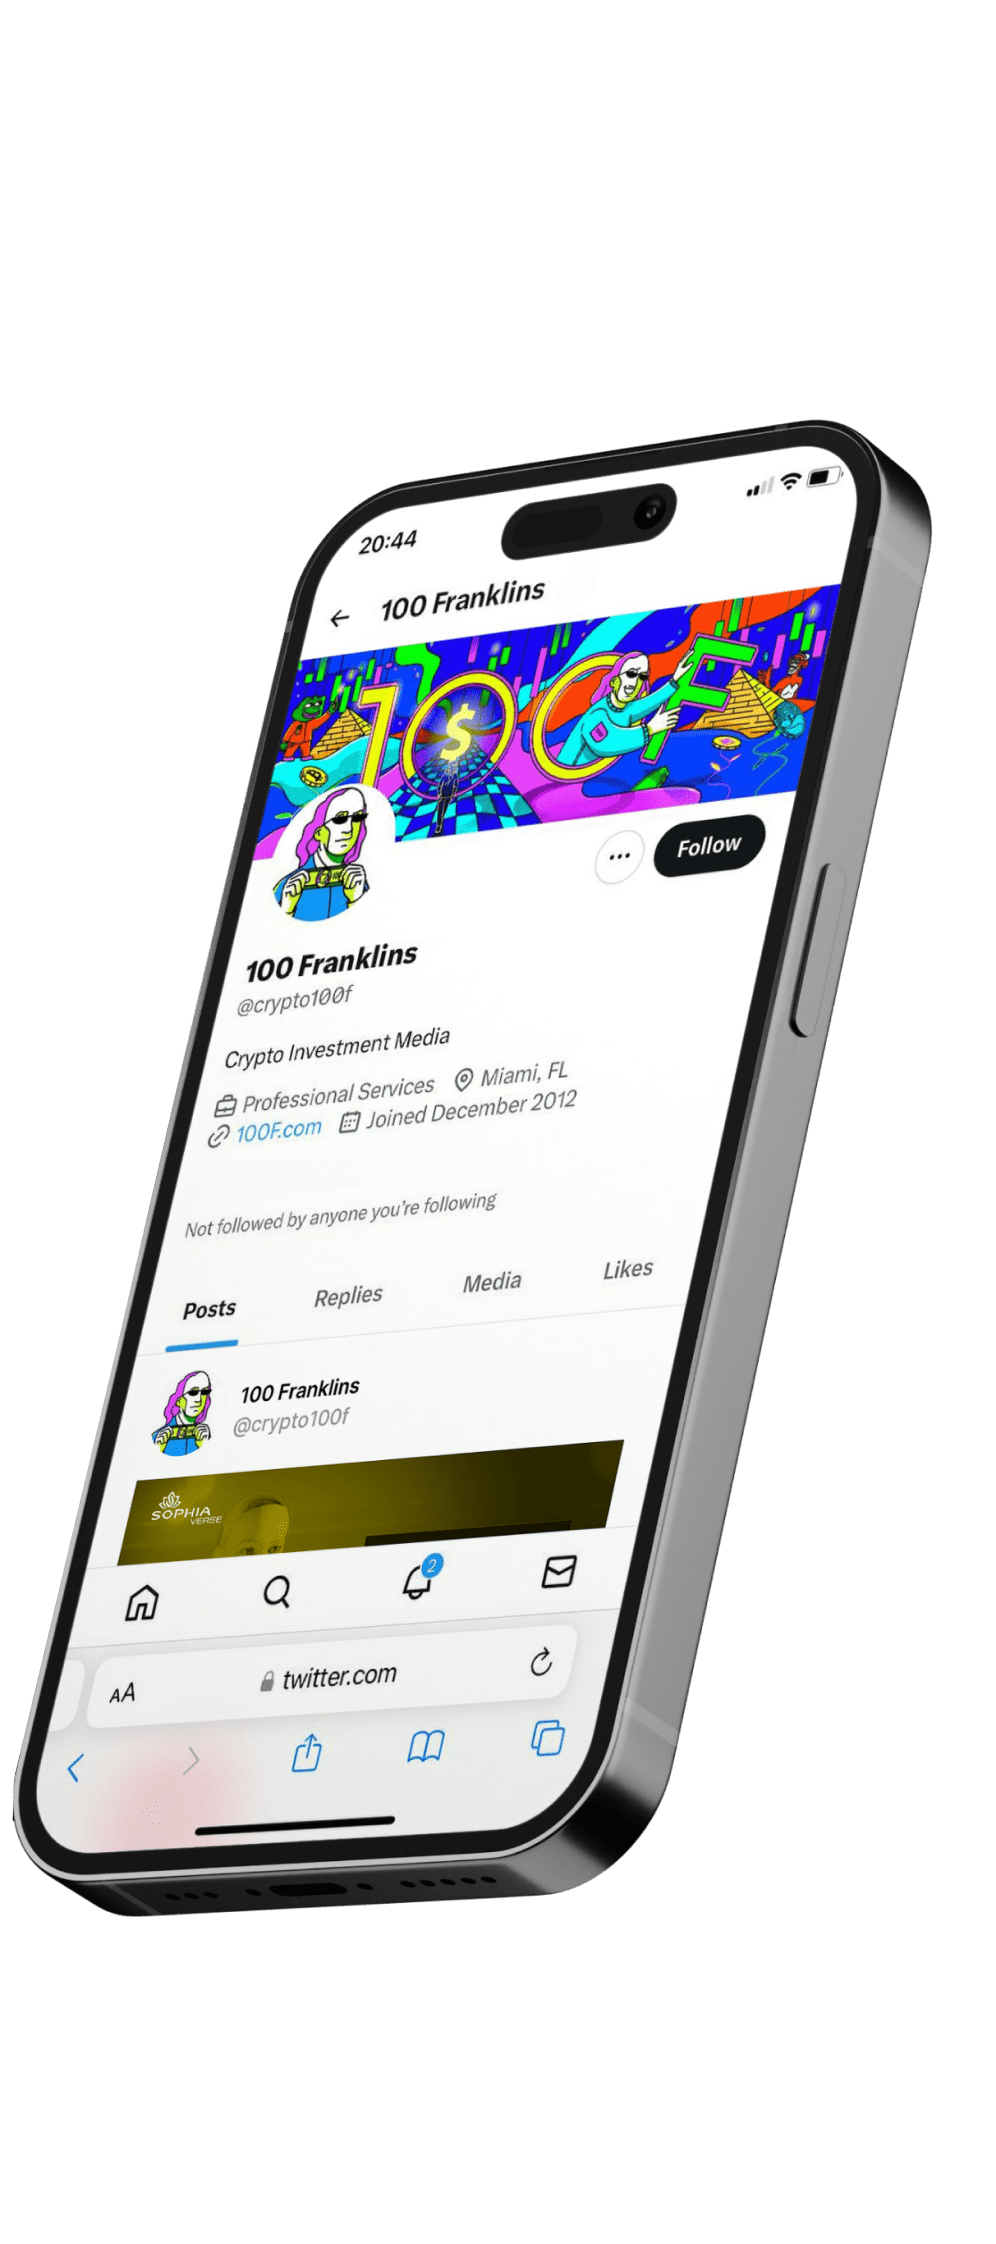 20:44
100 Franklins
10 F
$
Follow
100 Franklins
@crypto100f
Crypto Investment Media
Professional Services Miami, FL
100F.com Joined December 2012
Not followed by anyone you're following
Posts Replies Media Likes
100 Franklins
@crypto100f
SOPHIA
VERSE
2
AA twitter.com